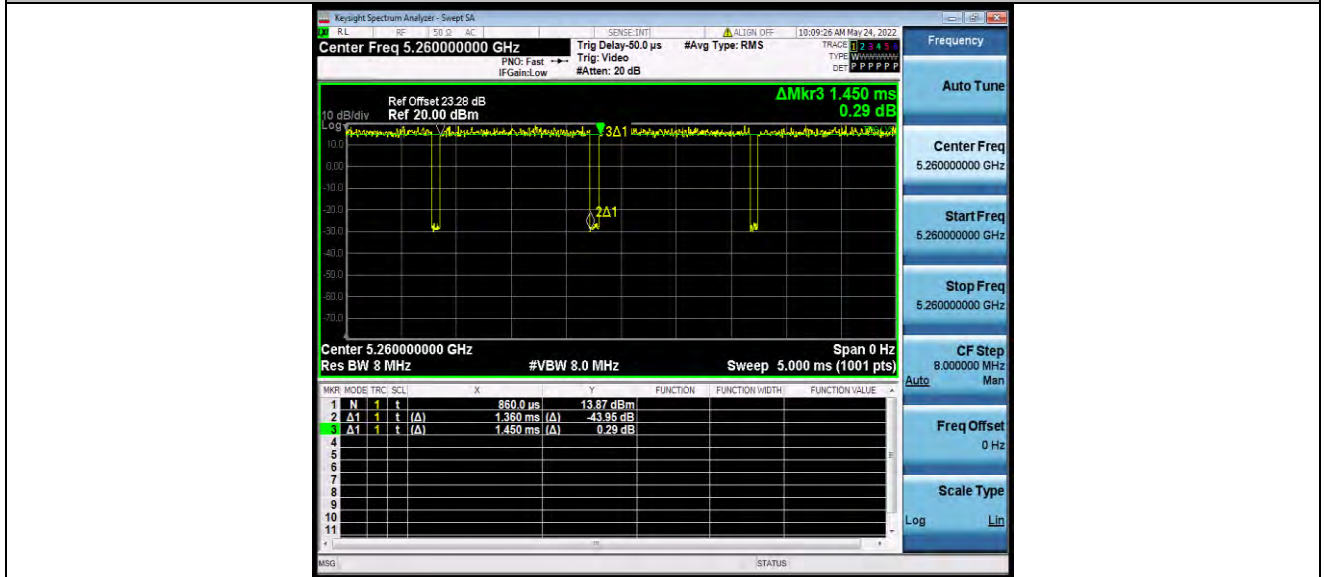 Keysight Spectrum Analyzer - Swept SA
RL RF 50 Ω AC SENSE:INT ALIGN OFF 10:09:26 AM May 24, 2022
Center Freq 5.260000000 GHz
Trig Delay-50.0 µs #Avg Type: RMS
TRACE 1 2 3 4 5 6
PNO: Fast Trig: Video
TYPE WWWWWW
IFGain:Low #Atten: 20 dB
DET P P P P P P
Frequency
Auto Tune
ΔMkr3 1.450 ms
0.29 dB
Ref Offset 23.28 dB
10 dB/div Ref 20.00 dBm
Log
3Δ1
10.0
0.00
-10.0
-20.0
2Δ1
-30.0
-40.0
-50.0
-60.0
-70.0
Center 5.260000000 GHz Span 0 Hz
Res BW 8 MHz #VBW 8.0 MHz Sweep 5.000 ms (1001 pts)
MKR MODE TRC SCL X Y FUNCTION FUNCTION WIDTH FUNCTION VALUE
1 N 1 t 860.0 µs 13.87 dBm
2 Δ1 1 t (Δ) 1.360 ms (Δ) -43.95 dB
3 Δ1 1 t (Δ) 1.450 ms (Δ) 0.29 dB
4
5
6
7
8
9
10
11
Center Freq
5.260000000 GHz
Start Freq
5.260000000 GHz
Stop Freq
5.260000000 GHz
CF Step
8.000000 MHz
Auto Man
Freq Offset
0 Hz
Scale Type
Log Lin
MSG STATUS